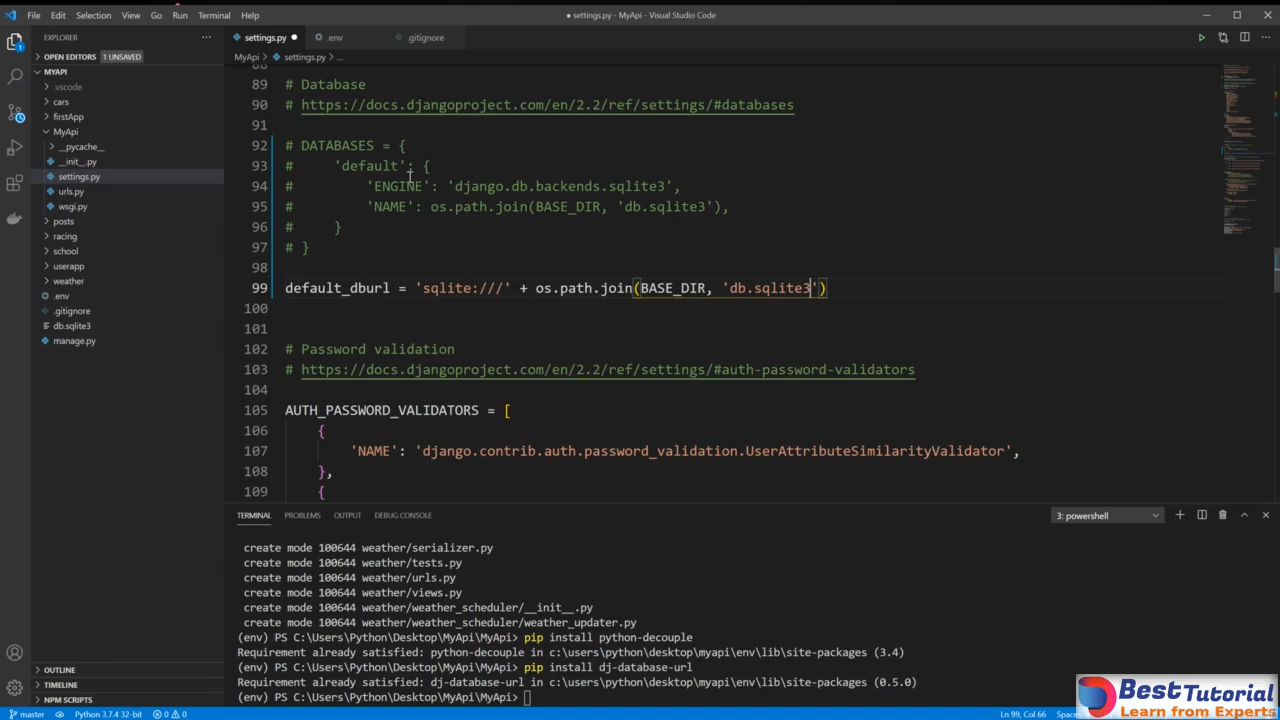 File Edit Selection View Go Run Terminal Help
● settings.py - MyApi - Visual Studio Code
EXPLORER
settings.py ●
.env
.gitignore
OPEN EDITORS 1 UNSAVED
MYAPI
.vscode
cars
firstApp
MyApi
__pycache__
__init__.py
settings.py
urls.py
wsgi.py
posts
racing
school
userapp
weather
.env
.gitignore
db.sqlite3
manage.py
OUTLINE
TIMELINE
NPM SCRIPTS
MyApi > settings.py > ...
88
89 # Database
90 # https://docs.djangoproject.com/en/2.2/ref/settings/#databases
91
92 # DATABASES = {
93 #     'default': {
94 #         'ENGINE': 'django.db.backends.sqlite3',
95 #         'NAME': os.path.join(BASE_DIR, 'db.sqlite3'),
96 #     }
97 # }
98
99 default_dburl = 'sqlite:///' + os.path.join(BASE_DIR, 'db.sqlite3')
100
101
102 # Password validation
103 # https://docs.djangoproject.com/en/2.2/ref/settings/#auth-password-validators
104
105 AUTH_PASSWORD_VALIDATORS = [
106     {
107         'NAME': 'django.contrib.auth.password_validation.UserAttributeSimilarityValidator',
108     },
109     {
TERMINAL PROBLEMS OUTPUT DEBUG CONSOLE
3: powershell
create mode 100644 weather/serializer.py
create mode 100644 weather/tests.py
create mode 100644 weather/urls.py
create mode 100644 weather/views.py
create mode 100644 weather/weather_scheduler/__init__.py
create mode 100644 weather/weather_scheduler/weather_updater.py
(env) PS C:\Users\Python\Desktop\MyApi\MyApi> pip install python-decouple
Requirement already satisfied: python-decouple in c:\users\python\desktop\myapi\env\lib\site-packages (3.4)
(env) PS C:\Users\Python\Desktop\MyApi\MyApi> pip install dj-database-url
Requirement already satisfied: dj-database-url in c:\users\python\desktop\myapi\env\lib\site-packages (0.5.0)
(env) PS C:\Users\Python\Desktop\MyApi\MyApi>
master
Python 3.7.4 32-bit
0
0
Ln 99, Col 66
BestTutorial
Learn from Experts